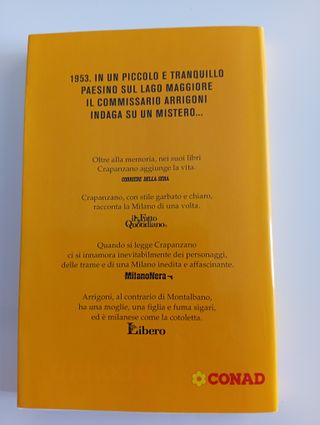 1953. IN UN PICCOLO E TRANQUILLO
PAESINO SUL LAGO MAGGIORE
IL COMMISSARIO ARRIGONI
INDAGA SU UN MISTERO...
Oltre alla memoria, nei suoi libri
Crapanzano aggiunge la vita.
CORRIERE DELLA SERA
Crapanzano, con stile garbato e chiaro,
racconta la Milano di una volta.
il Fatto
Quotidiano
Quando si legge Crapanzano
ci si innamora inevitabilmente dei personaggi,
delle trame e di una Milano inedita e affascinante.
MilanoNera
Arrigoni, al contrario di Montalbano,
ha una moglie, una figlia e fuma sigari,
ed è milanese come la cotoletta.
Libero
CONAD